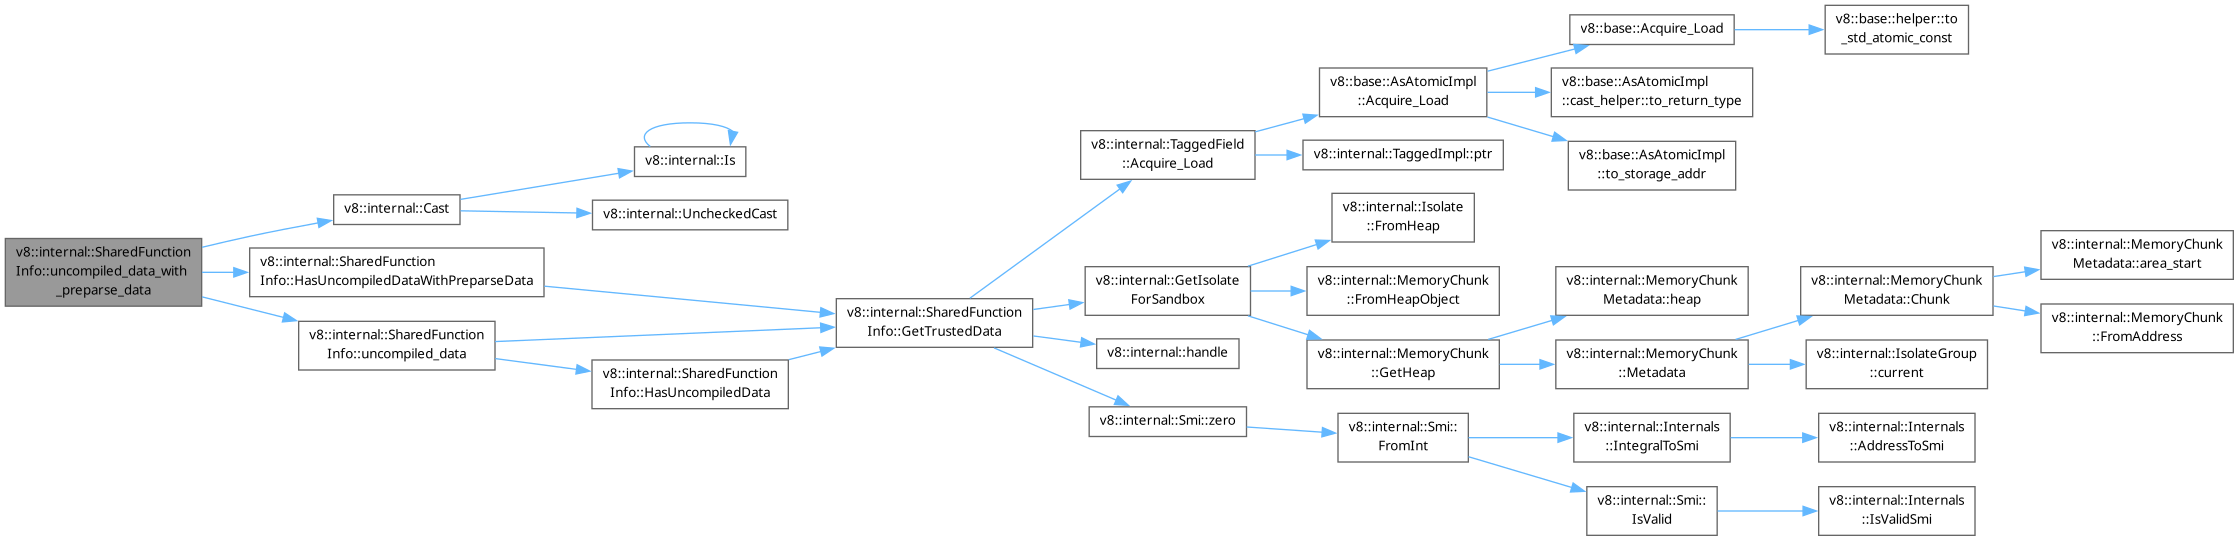 v8::internal::SharedFunction
Info::uncompiled_data_with
_preparse_data
v8::internal::Cast
v8::internal::Is
v8::internal::UncheckedCast
v8::internal::SharedFunction
Info::HasUncompiledDataWithPreparseData
v8::internal::SharedFunction
Info::uncompiled_data
v8::internal::SharedFunction
Info::HasUncompiledData
v8::internal::SharedFunction
Info::GetTrustedData
v8::internal::TaggedField
::Acquire_Load
v8::base::AsAtomicImpl
::Acquire_Load
v8::base::Acquire_Load
v8::base::helper::to
_std_atomic_const
v8::base::AsAtomicImpl
::cast_helper::to_return_type
v8::base::AsAtomicImpl
::to_storage_addr
v8::internal::TaggedImpl::ptr
v8::internal::GetIsolate
ForSandbox
v8::internal::Isolate
::FromHeap
v8::internal::MemoryChunk
::FromHeapObject
v8::internal::MemoryChunk
::GetHeap
v8::internal::MemoryChunk
Metadata::heap
v8::internal::MemoryChunk
::Metadata
v8::internal::MemoryChunk
Metadata::Chunk
v8::internal::MemoryChunk
Metadata::area_start
v8::internal::MemoryChunk
::FromAddress
v8::internal::IsolateGroup
::current
v8::internal::handle
v8::internal::Smi::zero
v8::internal::Smi::
FromInt
v8::internal::Internals
::IntegralToSmi
v8::internal::Internals
::AddressToSmi
v8::internal::Smi::
IsValid
v8::internal::Internals
::IsValidSmi